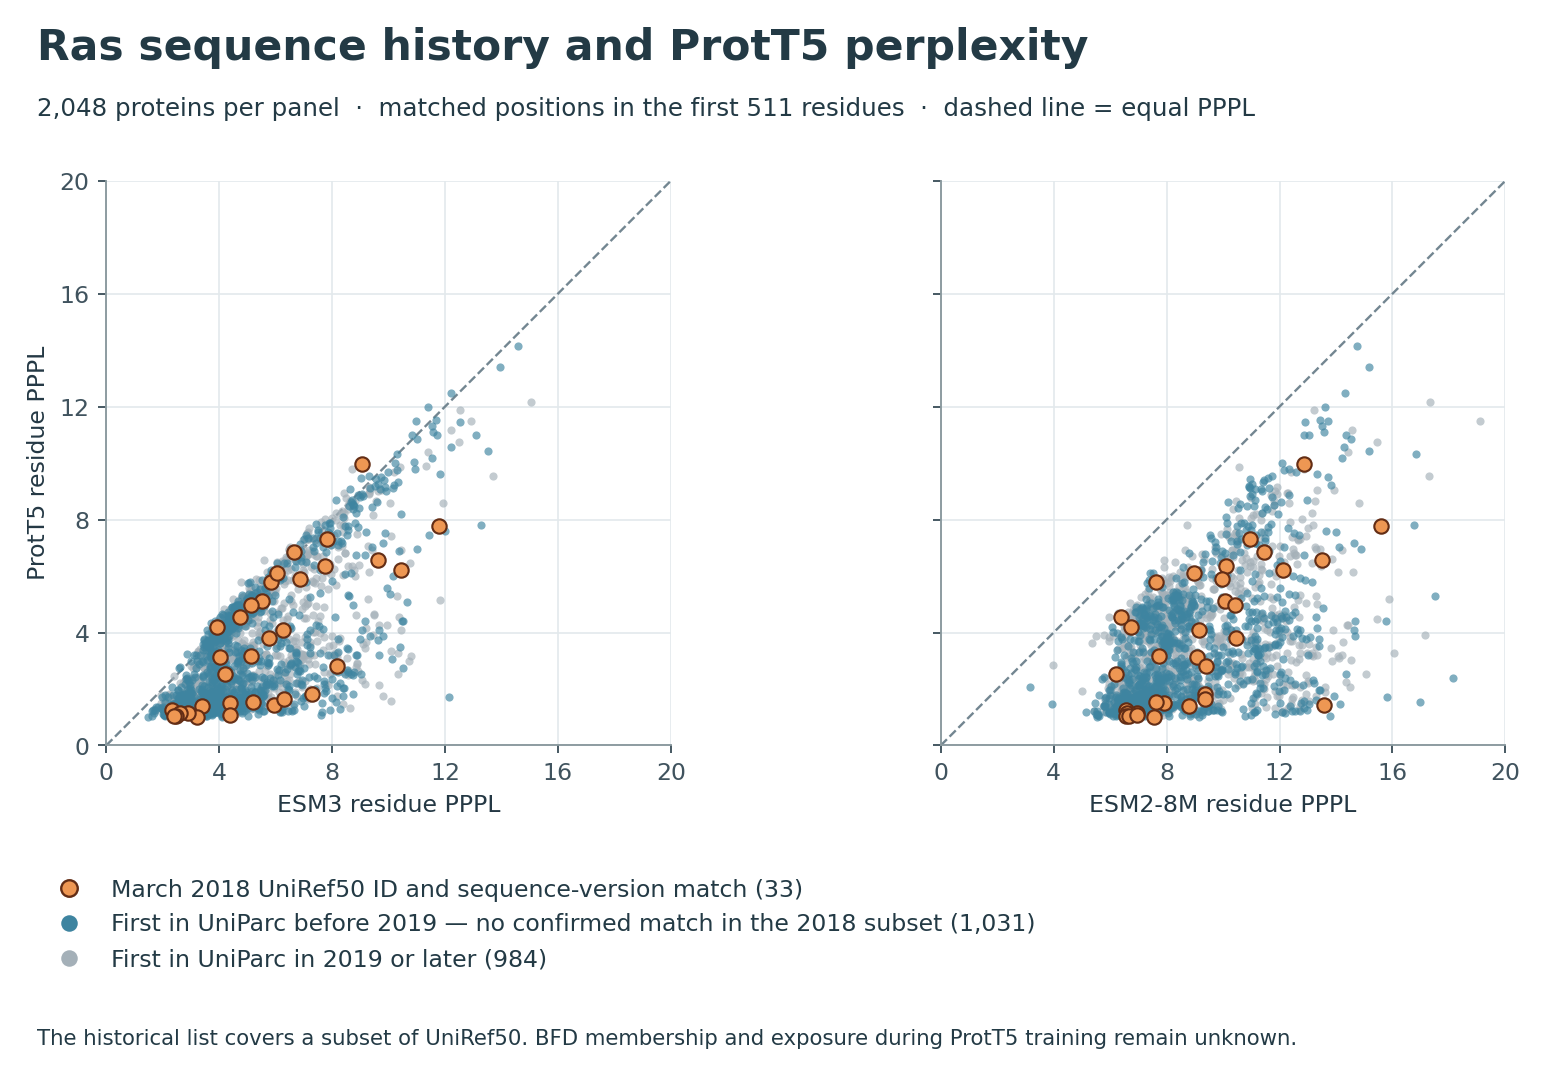 Ras sequence history and ProtT5 perplexity
2,048 proteins per panel · matched positions in the first 511 residues · dashed line = equal PPPL
ProtT5 residue PPPL
20
16
12
8
4
0
0 4 8 12 16 20
ESM3 residue PPPL
0 4 8 12 16 20
ESM2-8M residue PPPL
March 2018 UniRef50 ID and sequence-version match (33)
First in UniParc before 2019 — no confirmed match in the 2018 subset (1,031)
First in UniParc in 2019 or later (984)
The historical list covers a subset of UniRef50. BFD membership and exposure during ProtT5 training remain unknown.